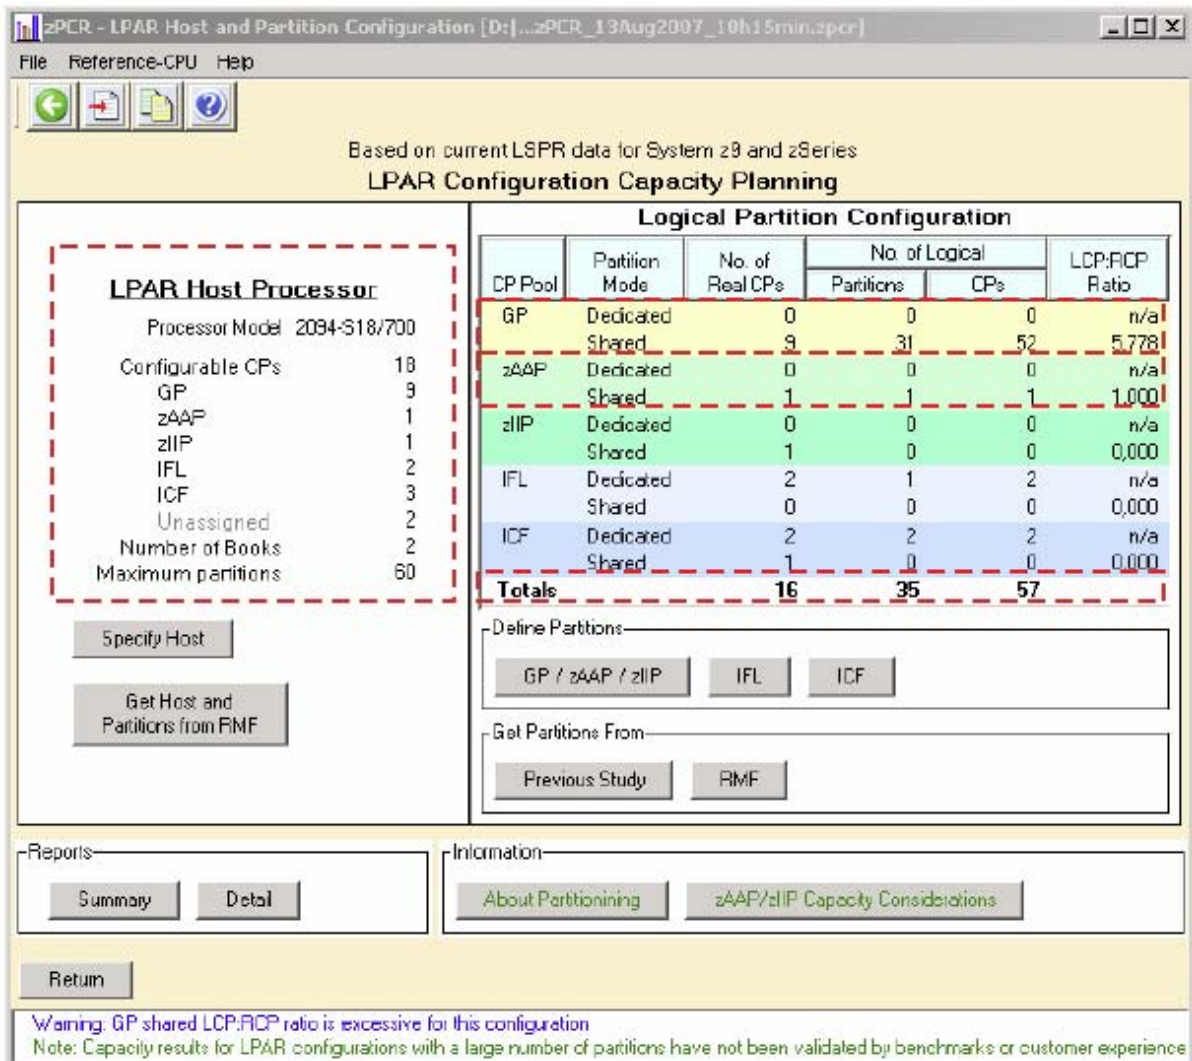 zPCR - LPAR Host and Partition Configuration [D:\...zPCR_13Aug2007_10h15min.zpcr]
File Reference-CPU Help
Based on current LSPR data for System z9 and zSeries
LPAR Configuration Capacity Planning
LPAR Host Processor
Processor Model 2094-S18/700
Configurable CPs 18
GP 9
zAAP 1
zIIP 1
IFL 2
ICF 3
Unassigned 2
Number of Books 2
Maximum partitions 60
Specify Host
Get Host and
Partitions from RMF
Logical Partition Configuration
CP Pool Partition Mode No. of Real CPs No. of Logical Partitions CPs LCP:RCP Ratio
GP Dedicated 0 0 0 n/a
Shared 9 31 52 5,778
zAAP Dedicated 0 0 0 n/a
Shared 1 1 1 1,000
zIIP Dedicated 0 0 0 n/a
Shared 1 0 0 0,000
IFL Dedicated 2 1 2 n/a
Shared 0 0 0 0,000
ICF Dedicated 2 2 2 n/a
Shared 1 0 0 0,000
Totals 16 35 57
Define Partitions
GP / zAAP / zIIP IFL ICF
Get Partitions From
Previous Study RMF
Reports
Summary Detail
Information
About Partitionining zAAP/zIIP Capacity Considerations
Return
Warning: GP shared LCP:RCP ratio is excessive for this configuration
Note: Capacity results for LPAR configurations with a large number of partitions have not been validated by benchmarks or customer experience